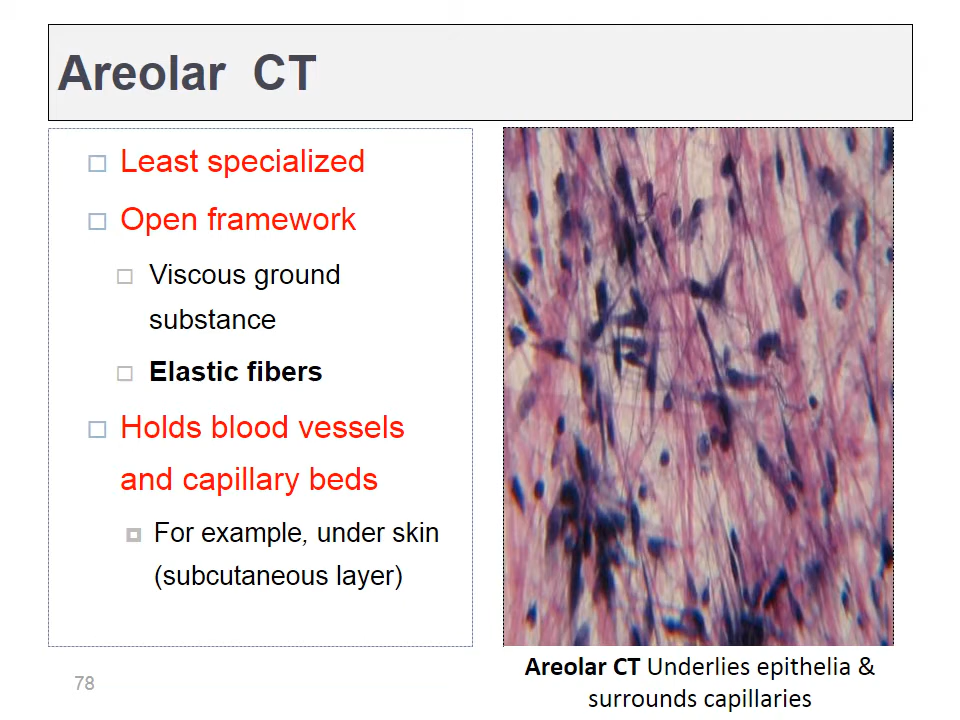 Areolar CT
Least specialized
Open framework
Viscous ground
substance
Elastic fibers
Holds blood vessels
and capillary beds
For example, under skin
(subcutaneous layer)
Areolar CT Underlies epithelia &
surrounds capillaries
78